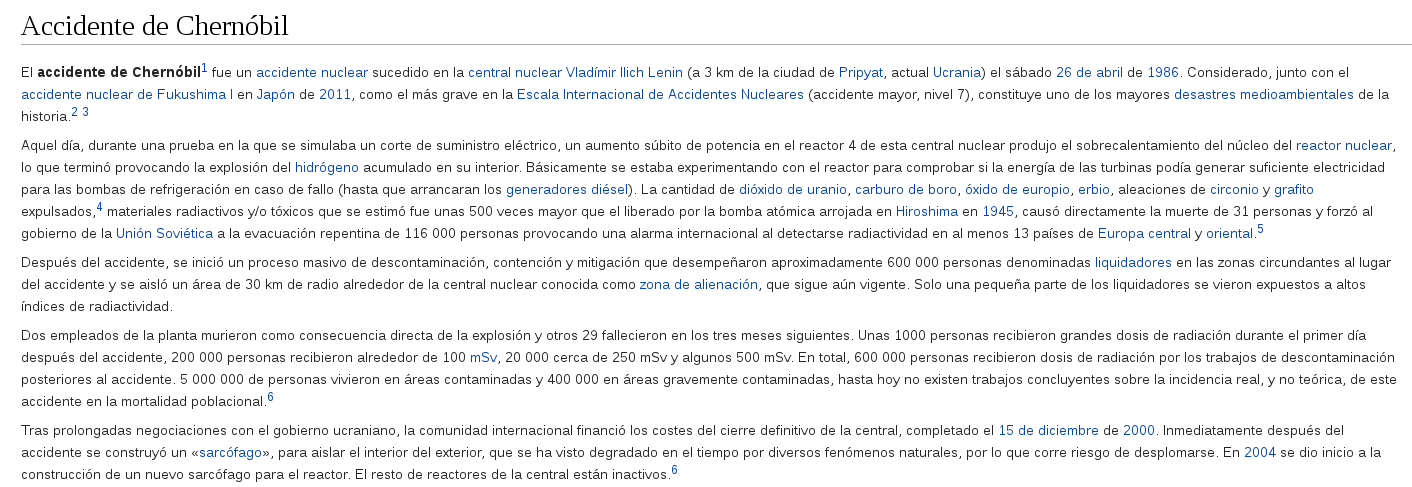 Accidente de Chernóbil
El accidente de Chernóbil1 fue un accidente nuclear sucedido en la central nuclear Vladímir Ilich Lenin (a 3 km de la ciudad de Pripyat, actual Ucrania) el sábado 26 de abril de 1986. Considerado, junto con el
accidente nuclear de Fukushima I en Japón de 2011, como el más grave en la Escala Internacional de Accidentes Nucleares (accidente mayor, nivel 7), constituye uno de los mayores desastres medioambientales de la
historia.2 3
Aquel día, durante una prueba en la que se simulaba un corte de suministro eléctrico, un aumento súbito de potencia en el reactor 4 de esta central nuclear produjo el sobrecalentamiento del núcleo del reactor nuclear,
lo que terminó provocando la explosión del hidrógeno acumulado en su interior. Básicamente se estaba experimentando con el reactor para comprobar si la energía de las turbinas podía generar suficiente electricidad
para las bombas de refrigeración en caso de fallo (hasta que arrancaran los generadores diésel). La cantidad de dióxido de uranio, carburo de boro, óxido de europio, erbio, aleaciones de circonio y grafito
expulsados,4 materiales radiactivos y/o tóxicos que se estimó fue unas 500 veces mayor que el liberado por la bomba atómica arrojada en Hiroshima en 1945, causó directamente la muerte de 31 personas y forzó al
gobierno de la Unión Soviética a la evacuación repentina de 116 000 personas provocando una alarma internacional al detectarse radiactividad en al menos 13 países de Europa central y oriental.5
Después del accidente, se inició un proceso masivo de descontaminación, contención y mitigación que desempeñaron aproximadamente 600 000 personas denominadas liquidadores en las zonas circundantes al lugar
del accidente y se aisló un área de 30 km de radio alrededor de la central nuclear conocida como zona de alienación, que sigue aún vigente. Solo una pequeña parte de los liquidadores se vieron expuestos a altos
índices de radiactividad.
Dos empleados de la planta murieron como consecuencia directa de la explosión y otros 29 fallecieron en los tres meses siguientes. Unas 1000 personas recibieron grandes dosis de radiación durante el primer día
después del accidente, 200 000 personas recibieron alrededor de 100 mSv, 20 000 cerca de 250 mSv y algunos 500 mSv. En total, 600 000 personas recibieron dosis de radiación por los trabajos de descontaminación
posteriores al accidente. 5 000 000 de personas vivieron en áreas contaminadas y 400 000 en áreas gravemente contaminadas, hasta hoy no existen trabajos concluyentes sobre la incidencia real, y no teórica, de este
accidente en la mortalidad poblacional.6
Tras prolongadas negociaciones con el gobierno ucraniano, la comunidad internacional financió los costes del cierre definitivo de la central, completado el 15 de diciembre de 2000. Inmediatamente después del
accidente se construyó un «sarcófago», para aislar el interior del exterior, que se ha visto degradado en el tiempo por diversos fenómenos naturales, por lo que corre riesgo de desplomarse. En 2004 se dio inicio a la
construcción de un nuevo sarcófago para el reactor. El resto de reactores de la central están inactivos.6